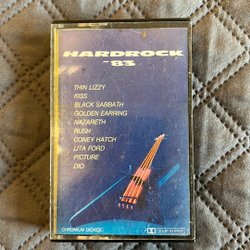 HARDROCK
'83
THIN LIZZY
KISS
BLACK SABBATH
GOLDEN EARRING
NAZARETH
RUSH
CONEY HATCH
LITA FORD
PICTURE
DIO
CHROMIUM DIOXIDE